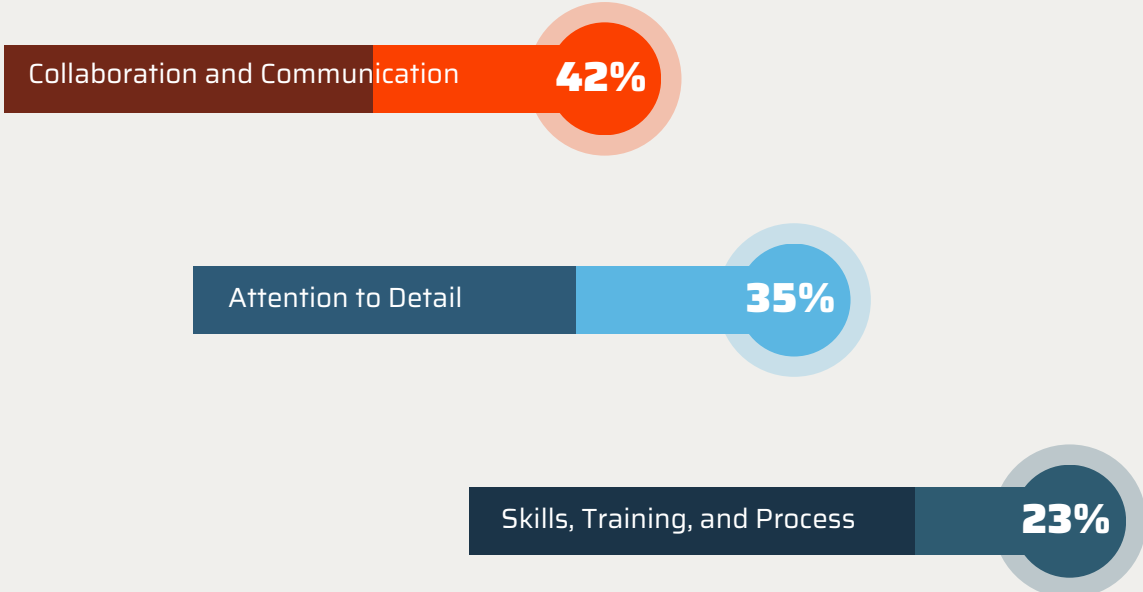 Collaboration and Communication 42%
Attention to Detail 35%
Skills, Training, and Process 23%